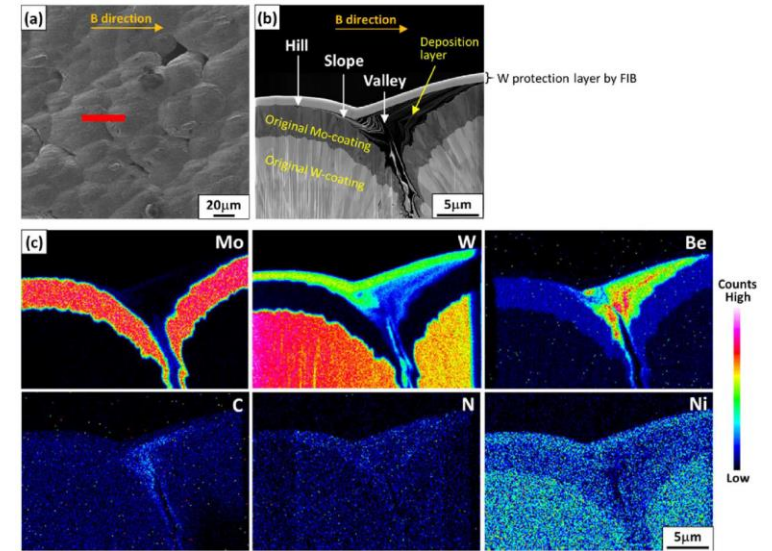 (a)
B direction
20μm
(b)
B direction
Hill
Slope
Valley
Deposition
layer
W protection layer by FIB
Original Mo-coating
Original W-coating
5μm
(c)
Mo
W
Be
C
N
Ni
5μm
Counts
High
Low